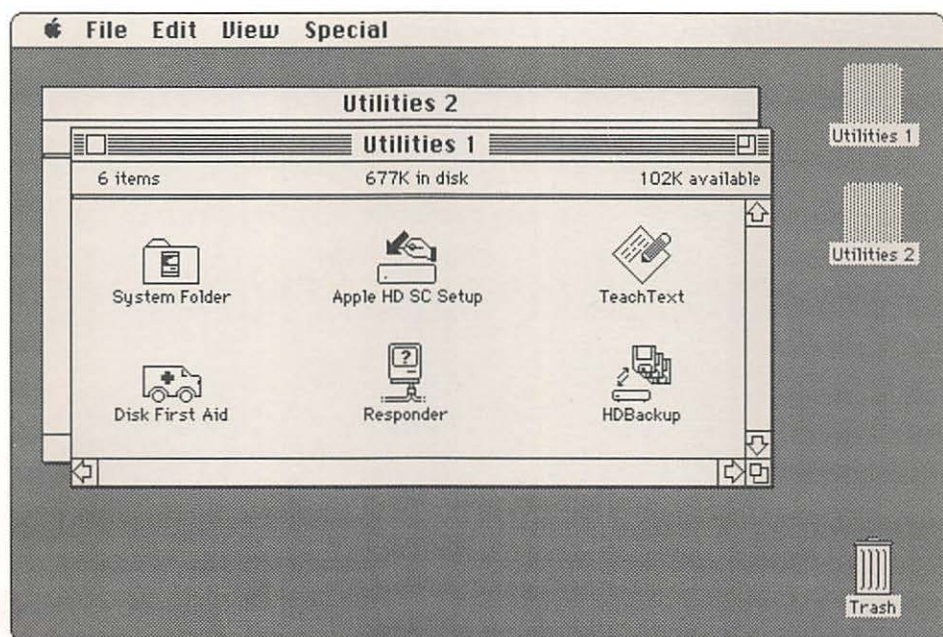 File Edit View Special
Utilities 2
Utilities 1
6 items 677K in disk 102K available
System Folder Apple HD SC Setup TeachText
Disk First Aid Responder HDBackup
Utilities 1
Utilities 2
Trash